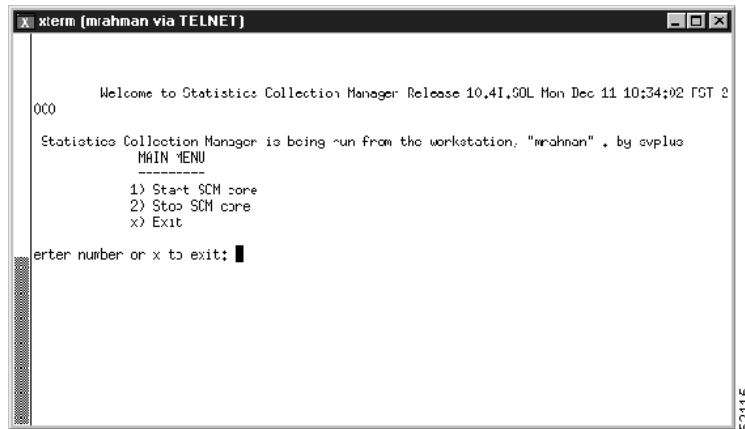 xterm (mrahman via TELNET)
Welcome to Statistics Collection Manager Release 10.4I.SOL Mon Dec 11 10:34:02 PST 2
000
Statistics Collection Manager is being run from the workstation, "mrahman" , by svplus
MAIN MENU
---------
1) Start SCM core
2) Stop SCM core
x) Exit
enter number or x to exit: